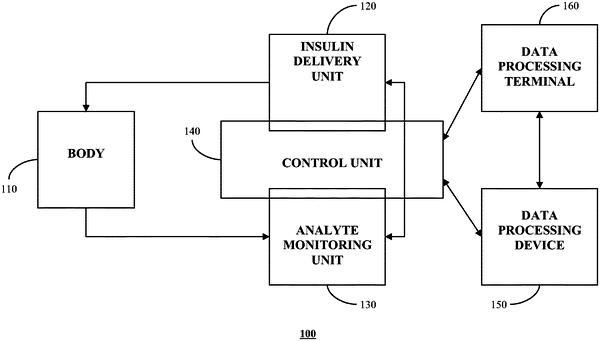 120
160
INSULIN
DELIVERY
UNIT
DATA
PROCESSING
TERMINAL
140
BODY
CONTROL UNIT
110
ANALYTE
MONITORING
UNIT
DATA
PROCESSING
DEVICE
130
150
100